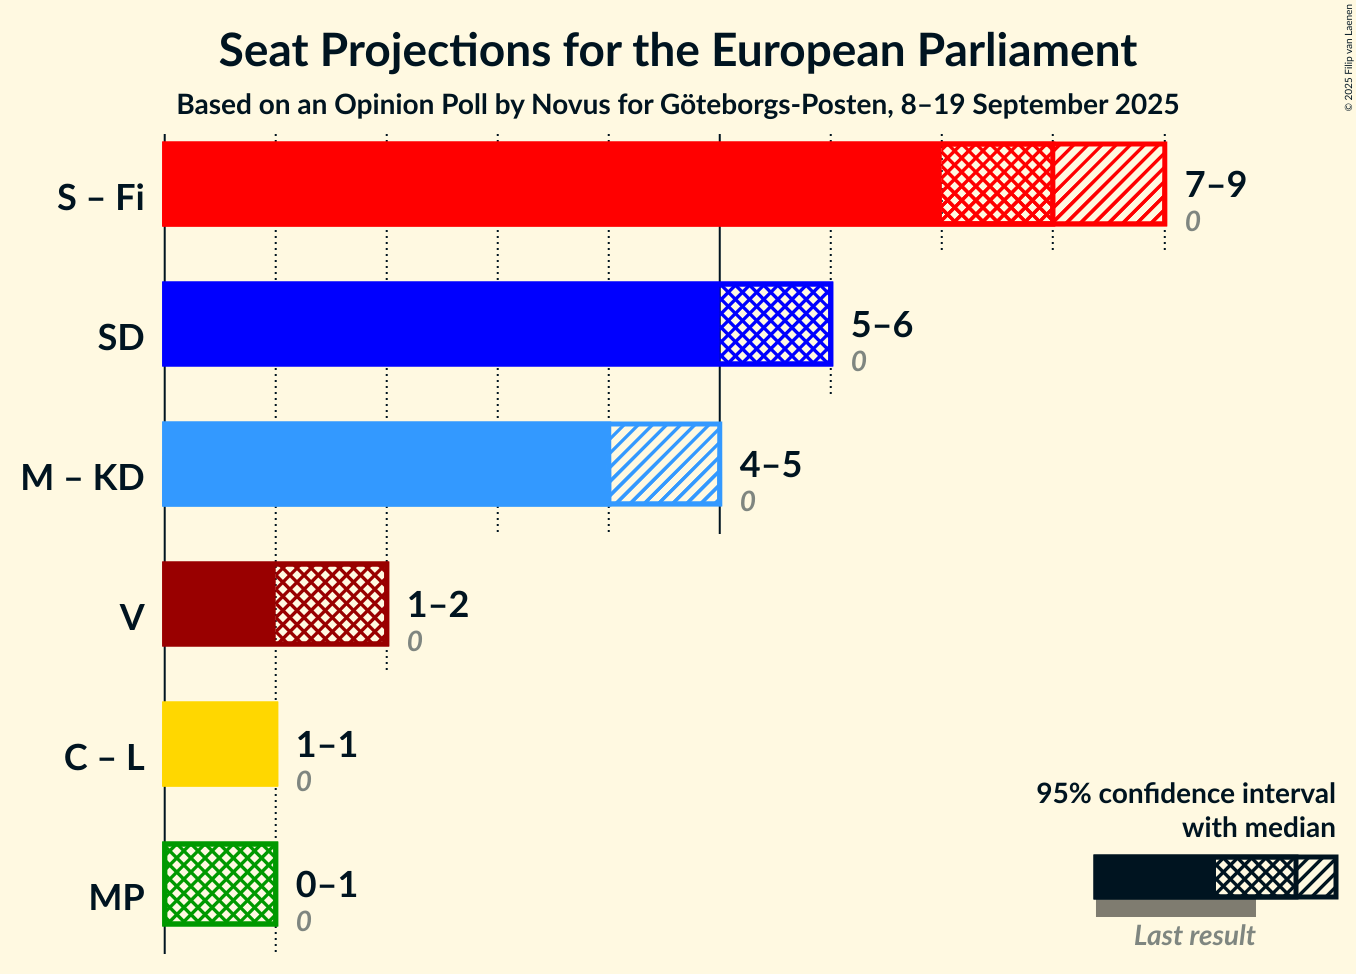 Seat Projections for the European Parliament
Based on an Opinion Poll by Novus for Göteborgs-Posten, 8–19 September 2025
© 2025 Filip van Laenen
S – Fi
7–9
0
SD
5–6
0
M – KD
4–5
0
V
1–2
0
C – L
1–1
0
MP
0–1
0
95% confidence interval
with median
Last result